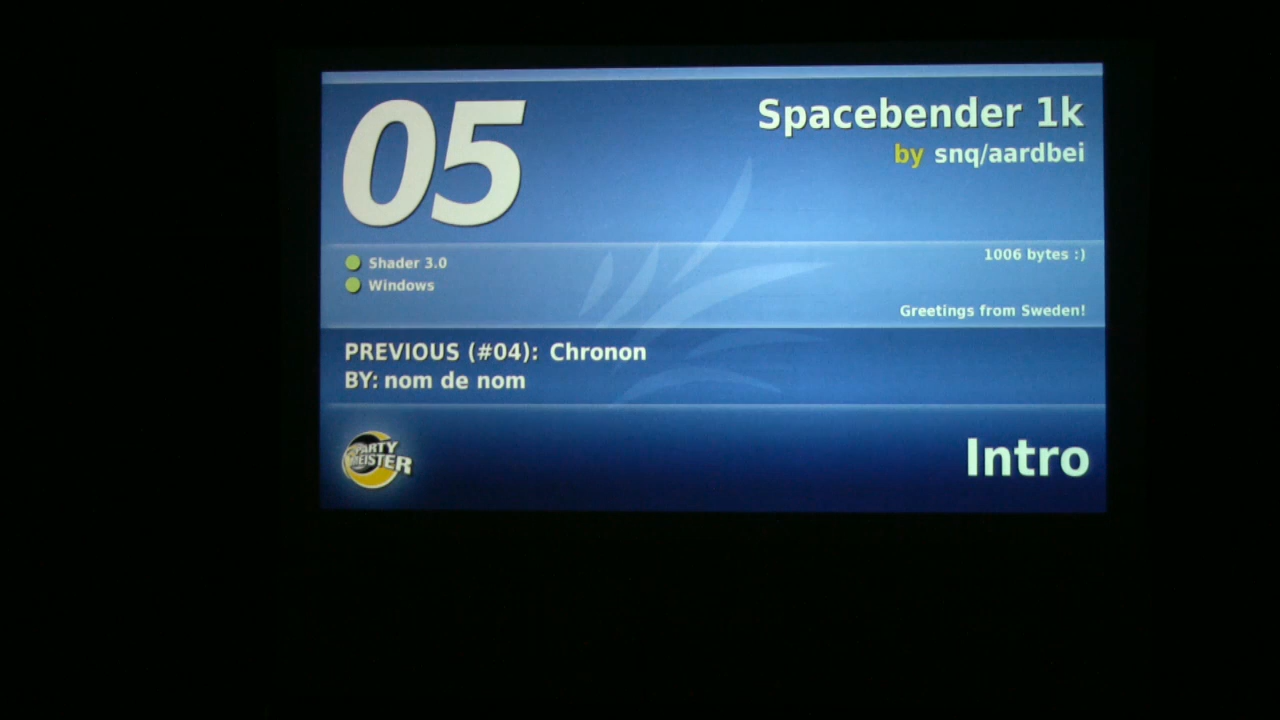 05
Spacebender 1k
by snq/aardbei
Shader 3.0
Windows
1006 bytes :)
Greetings from Sweden!
PREVIOUS (#04): Chronon
BY: nom de nom
PARTY
MEISTER
Intro